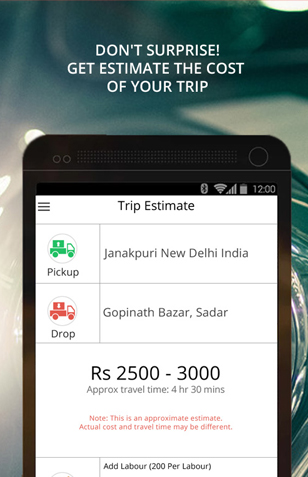 DON'T SURPRISE!
GET ESTIMATE THE COST
OF YOUR TRIP
12:00
Trip Estimate
Pickup
Janakpuri New Delhi India
Drop
Gopinath Bazar, Sadar
Rs 2500 - 3000
Approx travel time: 4 hr 30 mins
Note: This is an approximate estimate.
Actual cost and travel time may be different.
Add Labour (200 Per Labour)